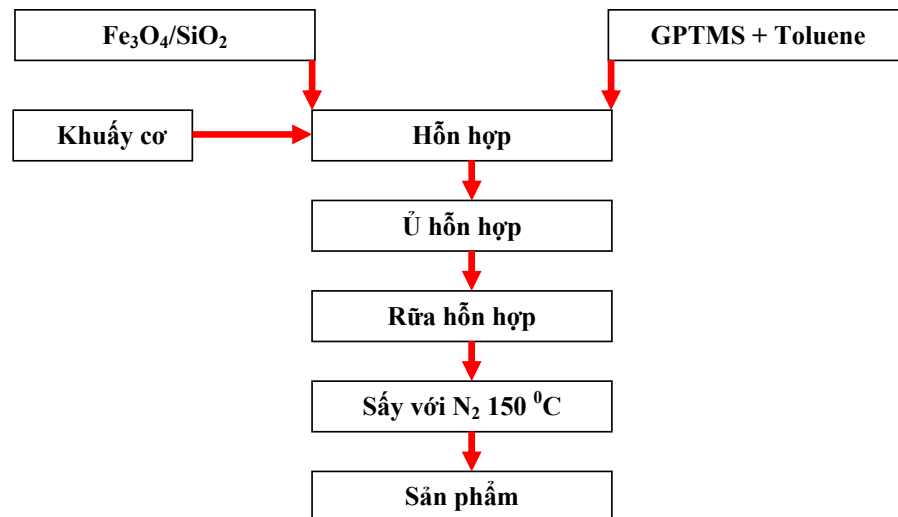 Fe₃O₄/SiO₂
GPTMS + Toluene
Khuấy cơ
Hỗn hợp
Ủ hỗn hợp
Rữa hỗn hợp
Sấy với N₂ 150 ⁰C
Sản phẩm